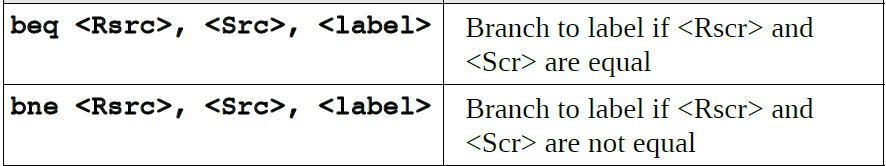 beq <Rsrc>, <Src>, <label>
Branch to label if <Rscr> and
<Scr> are equal
bne <Rsrc>, <Src>, <label>
Branch to label if <Rscr> and
<Scr> are not equal